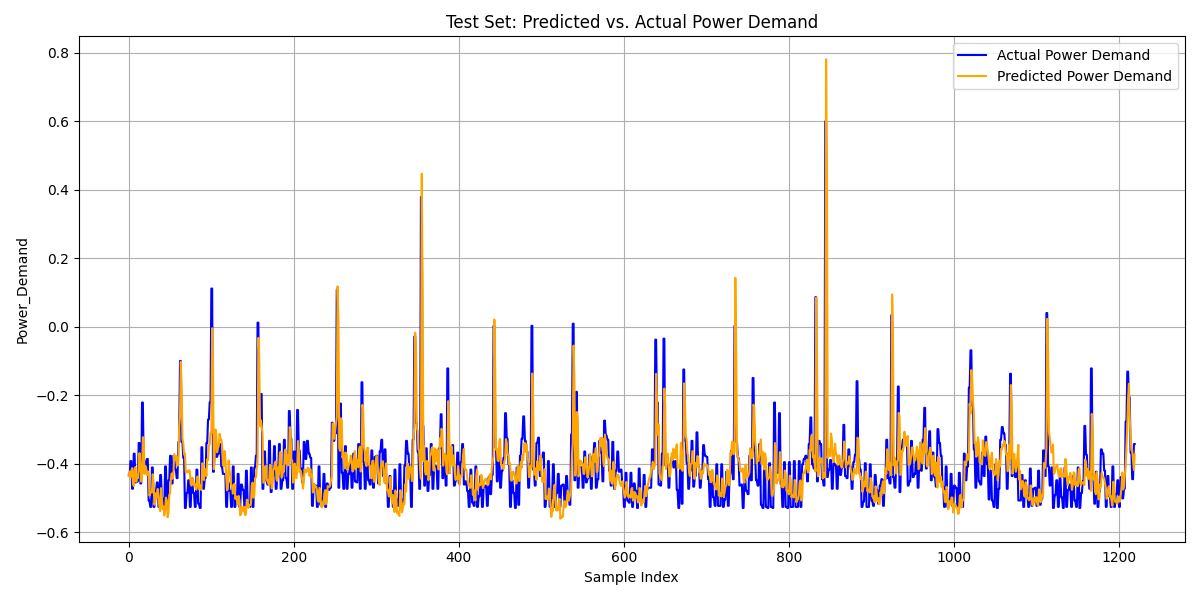 Test Set: Predicted vs. Actual Power Demand
Actual Power Demand
Predicted Power Demand
Power_Demand
0.8
0.6
0.4
0.2
0.0
−0.2
−0.4
−0.6
0 200 400 600 800 1000 1200
Sample Index